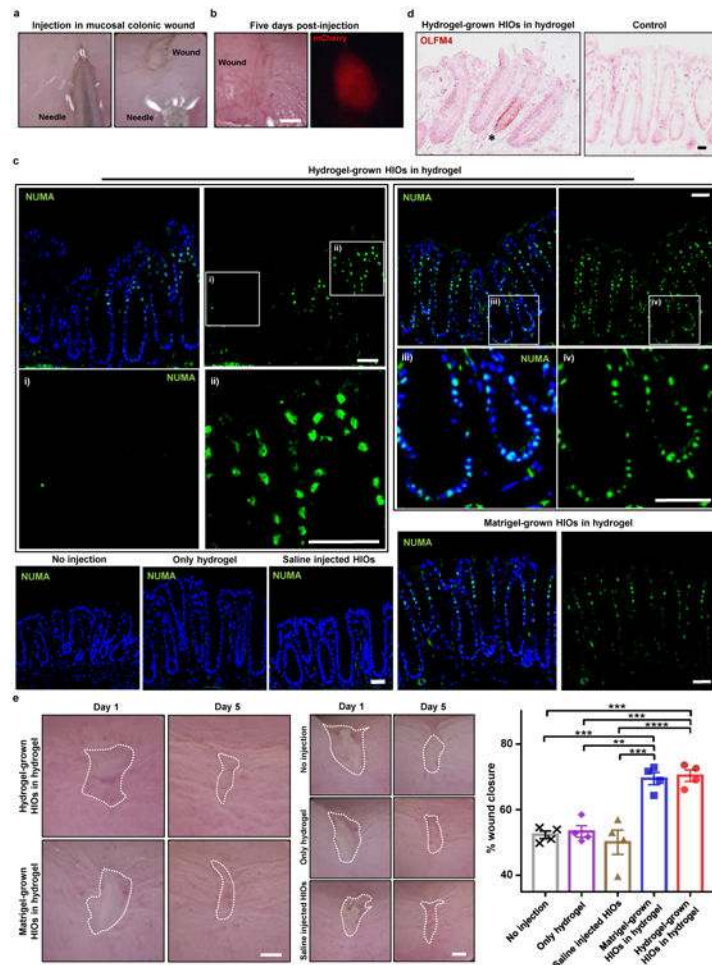 a
Injection in mucosal colonic wound
Needle
Wound
Needle
b
Five days post-injection
Wound
mCherry
d
Hydrogel-grown HIOs in hydrogel
Control
OLFM4
*
c
Hydrogel-grown HIOs in hydrogel
NUMA
i)
ii)
NUMA
iii)
iv)
i)
NUMA
ii)
iii)
NUMA
iv)
No injection
Only hydrogel
Saline injected HIOs
NUMA
NUMA
NUMA
Matrigel-grown HIOs in hydrogel
NUMA
e
Day 1
Day 5
Hydrogel-grown
HIOs in hydrogel
Matrigel-grown
HIOs in hydrogel
Day 1
Day 5
No injection
Only hydrogel
Saline injected HIOs
***
***
****
***
**
***
% wound closure
80
60
40
No injection
Only hydrogel
Saline injected HIOs
Matrigel-grown
HIOs in hydrogel
Hydrogel-grown
HIOs in hydrogel